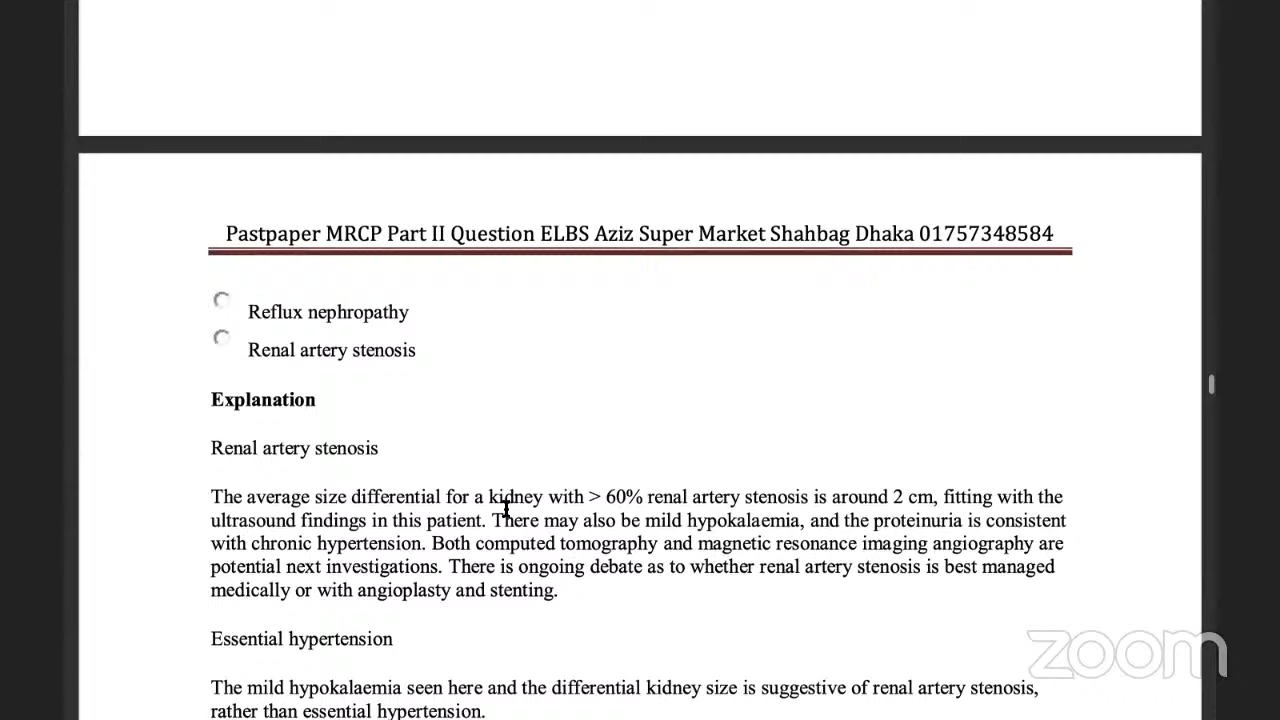 Pastpaper MRCP Part II Question ELBS Aziz Super Market Shahbag Dhaka 01757348584
Reflux nephropathy
Renal artery stenosis
Explanation
Renal artery stenosis
The average size differential for a kidney with > 60% renal artery stenosis is around 2 cm, fitting with the
ultrasound findings in this patient. There may also be mild hypokalaemia, and the proteinuria is consistent
with chronic hypertension. Both computed tomography and magnetic resonance imaging angiography are
potential next investigations. There is ongoing debate as to whether renal artery stenosis is best managed
medically or with angioplasty and stenting.
Essential hypertension
zoom
The mild hypokalaemia seen here and the differential kidney size is suggestive of renal artery stenosis,
rather than essential hypertension.